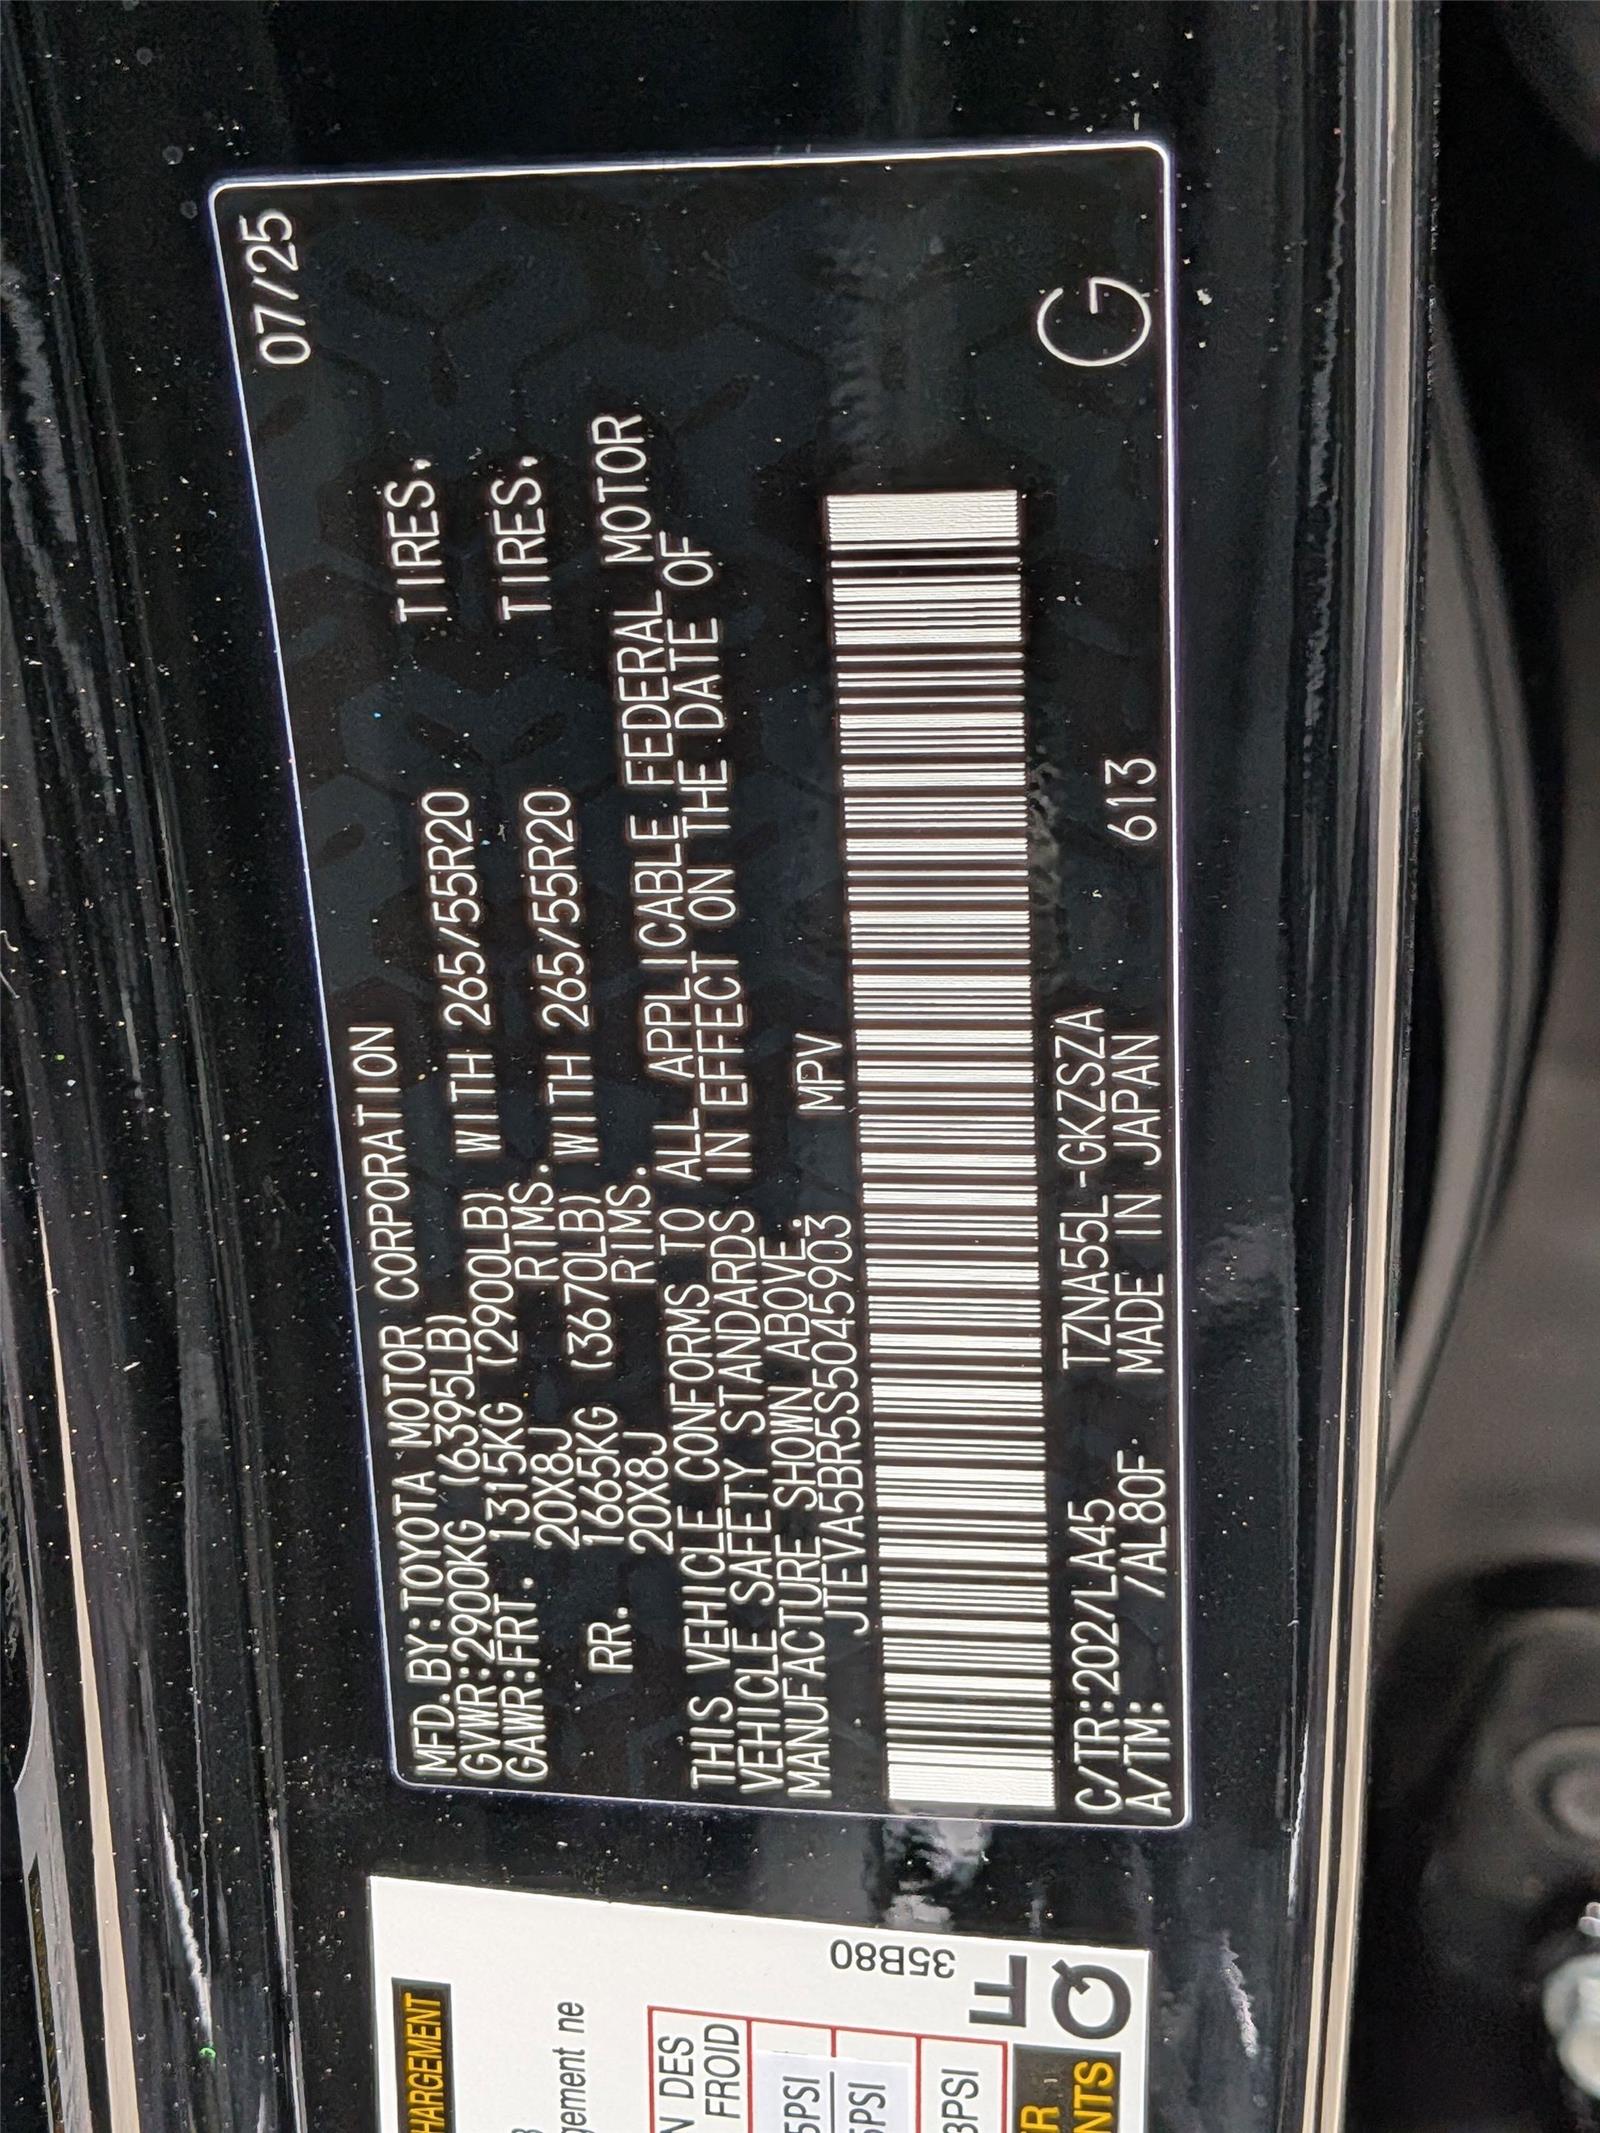 07/25
MFD.BY:TOYOTA MOTOR CORPORATION
GVWR:2900KG (6395LB)
GAWR:FRT. 1315KG (2900LB) WITH 265/55R20 TIRES.
20X8J RIMS.
RR. 1665KG (3670LB) WITH 265/55R20 TIRES.
20X8J RIMS.
THIS VEHICLE CONFORMS TO ALL APPLICABLE FEDERAL MOTOR
VEHICLE SAFETY STANDARDS IN EFFECT ON THE DATE OF
MANUFACTURE SHOWN ABOVE.
JTEVA5BR5S5045903 MPV
C/TR:202/LA45 TZNA55L-GKZSZA
A/TM: /AL80F MADE IN JAPAN 613
G
HARGEMENT
gement ne
N DES
FROID
5PSI
5PSI
3PSI
ER
NTS
35B80
TF
Q